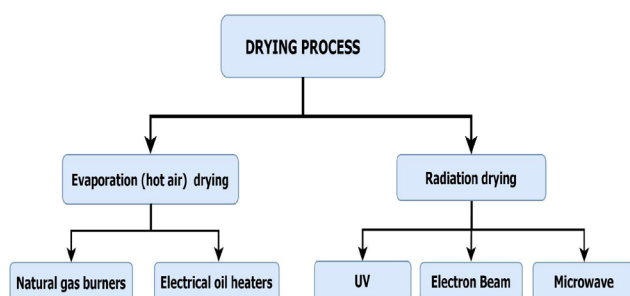 DRYING PROCESS
Evaporation (hot air) drying
Radiation drying
Natural gas burners
Electrical oil heaters
UV
Electron Beam
Microwave